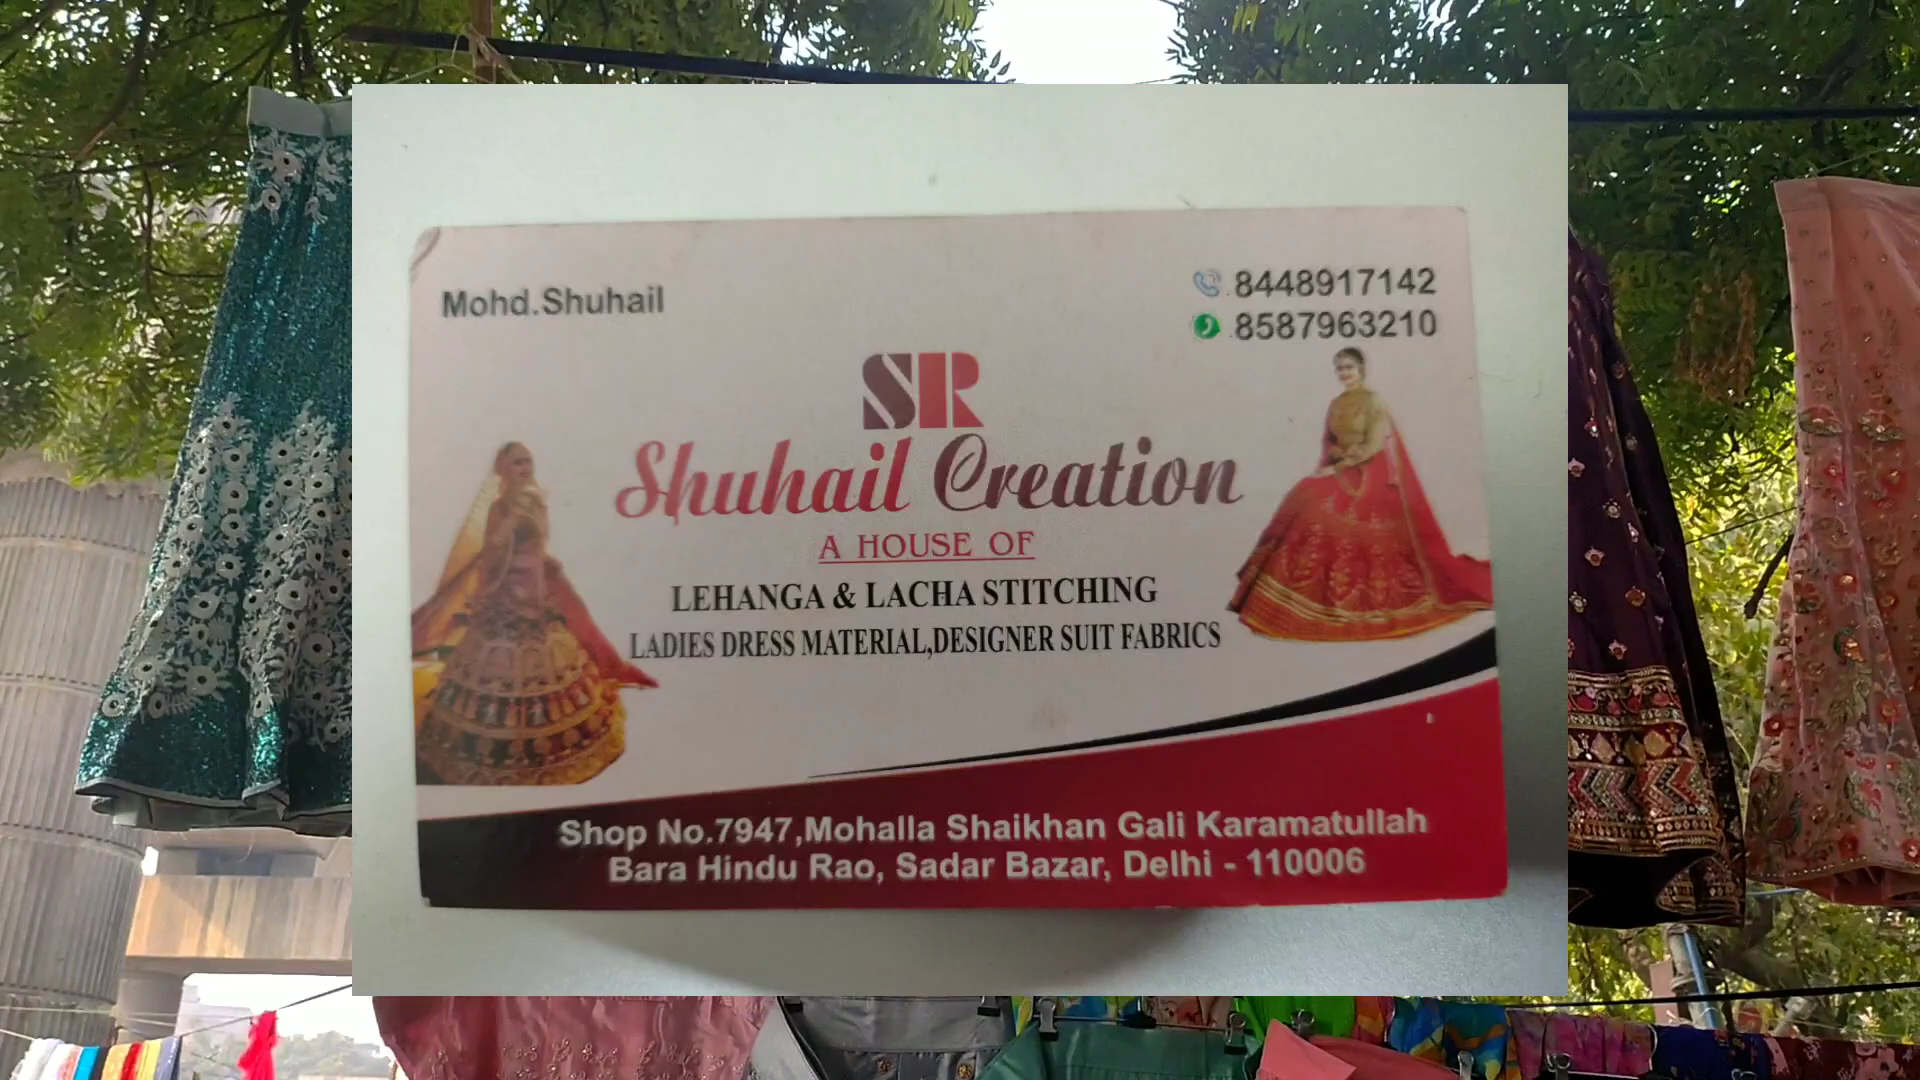 Mohd.Shuhail
8448917142
8587963210
SR
Shuhail Creation
A HOUSE OF
LEHANGA & LACHA STITCHING
LADIES DRESS MATERIAL,DESIGNER SUIT FABRICS
Shop No.7947,Mohalla Shaikhan Gali Karamatullah
Bara Hindu Rao, Sadar Bazar, Delhi - 110006